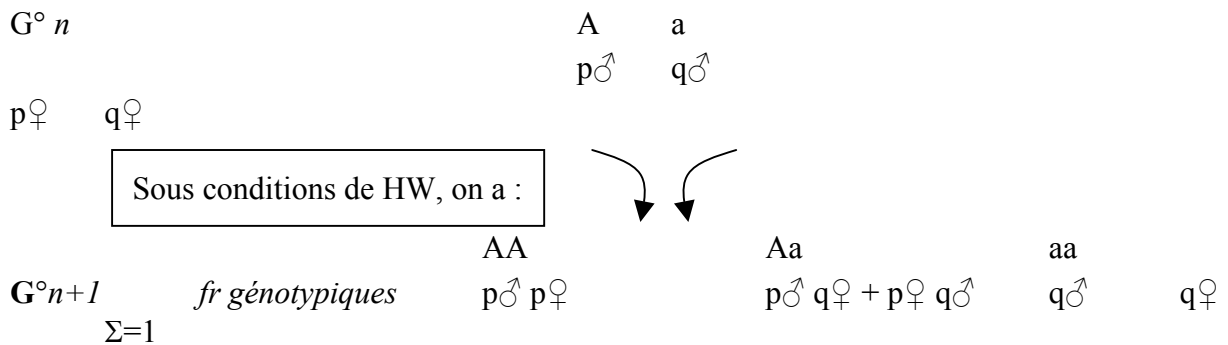 G° n A a
p♂ q♂
p♀ q♀
Sous conditions de HW, on a :
AA Aa aa
G°n+1 fr génotypiques p♂ p♀ p♂ q♀ + p♀ q♂ q♂ q♀
Σ=1